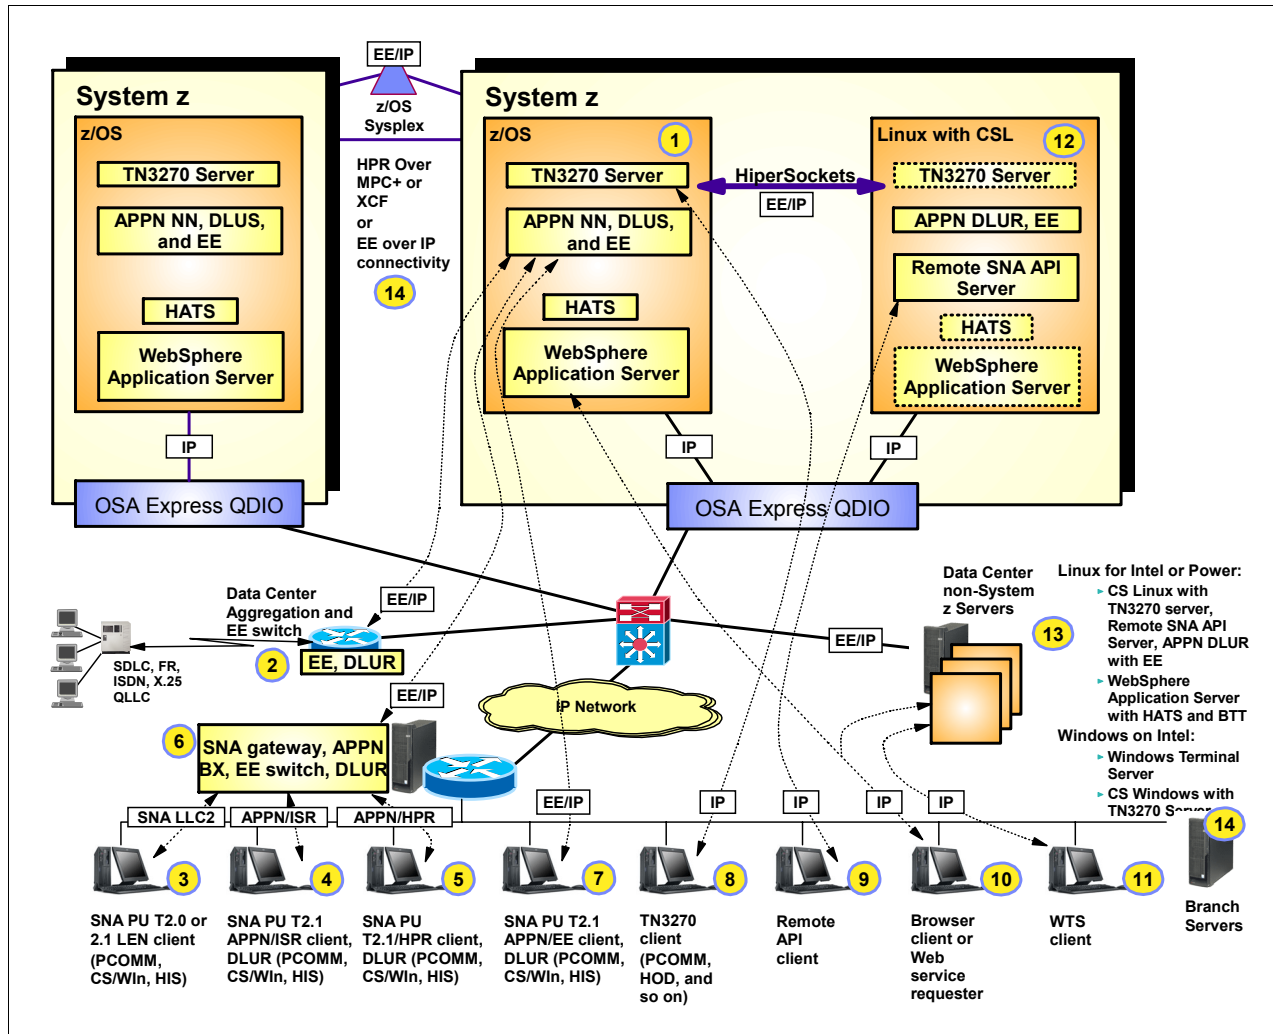 EE/IP
System z
z/OS
TN3270 Server
APPN NN, DLUS,
and EE
HATS
WebSphere
Application Server
IP
OSA Express QDIO
z/OS
Sysplex
HPR Over
MPC+ or
XCF
or
EE over IP
connectivity
14
System z
z/OS
1
TN3270 Server
APPN NN, DLUS,
and EE
HATS
WebSphere
Application Server
IP
HiperSockets
EE/IP
Linux with CSL
12
TN3270 Server
APPN DLUR, EE
Remote SNA API
Server
HATS
WebSphere
Application Server
IP
OSA Express QDIO
Data Center
Aggregation and
EE switch
2
EE/IP
EE, DLUR
SDLC, FR,
ISDN, X.25
QLLC
EE/IP
6
SNA gateway, APPN
BX, EE switch, DLUR
IP Network
EE/IP
Data Center
non-System
z Servers
13
Linux for Intel or Power:
CS Linux with
TN3270 server,
Remote SNA API
Server, APPN DLUR
with EE
WebSphere
Application Server
with HATS and BTT
Windows on Intel:
Windows Terminal
Server
CS Windows with
TN3270 Server
14
Branch
Servers
SNA LLC2
APPN/ISR
APPN/HPR
EE/IP
IP
IP
IP
IP
3
4
5
7
8
9
10
11
SNA PU T2.0 or
2.1 LEN client
(PCOMM,
CS/WIn, HIS)
SNA PU T2.1
APPN/ISR client,
DLUR (PCOMM,
CS/WIn, HIS)
SNA PU
T2.1/HPR client,
DLUR (PCOMM,
CS/WIn, HIS)
SNA PU T2.1
APPN/EE client,
DLUR (PCOMM,
CS/WIn, HIS)
TN3270
client
(PCOMM,
HOD, and
so on)
Remote
API
client
Browser
client or
Web
service
requester
WTS
client